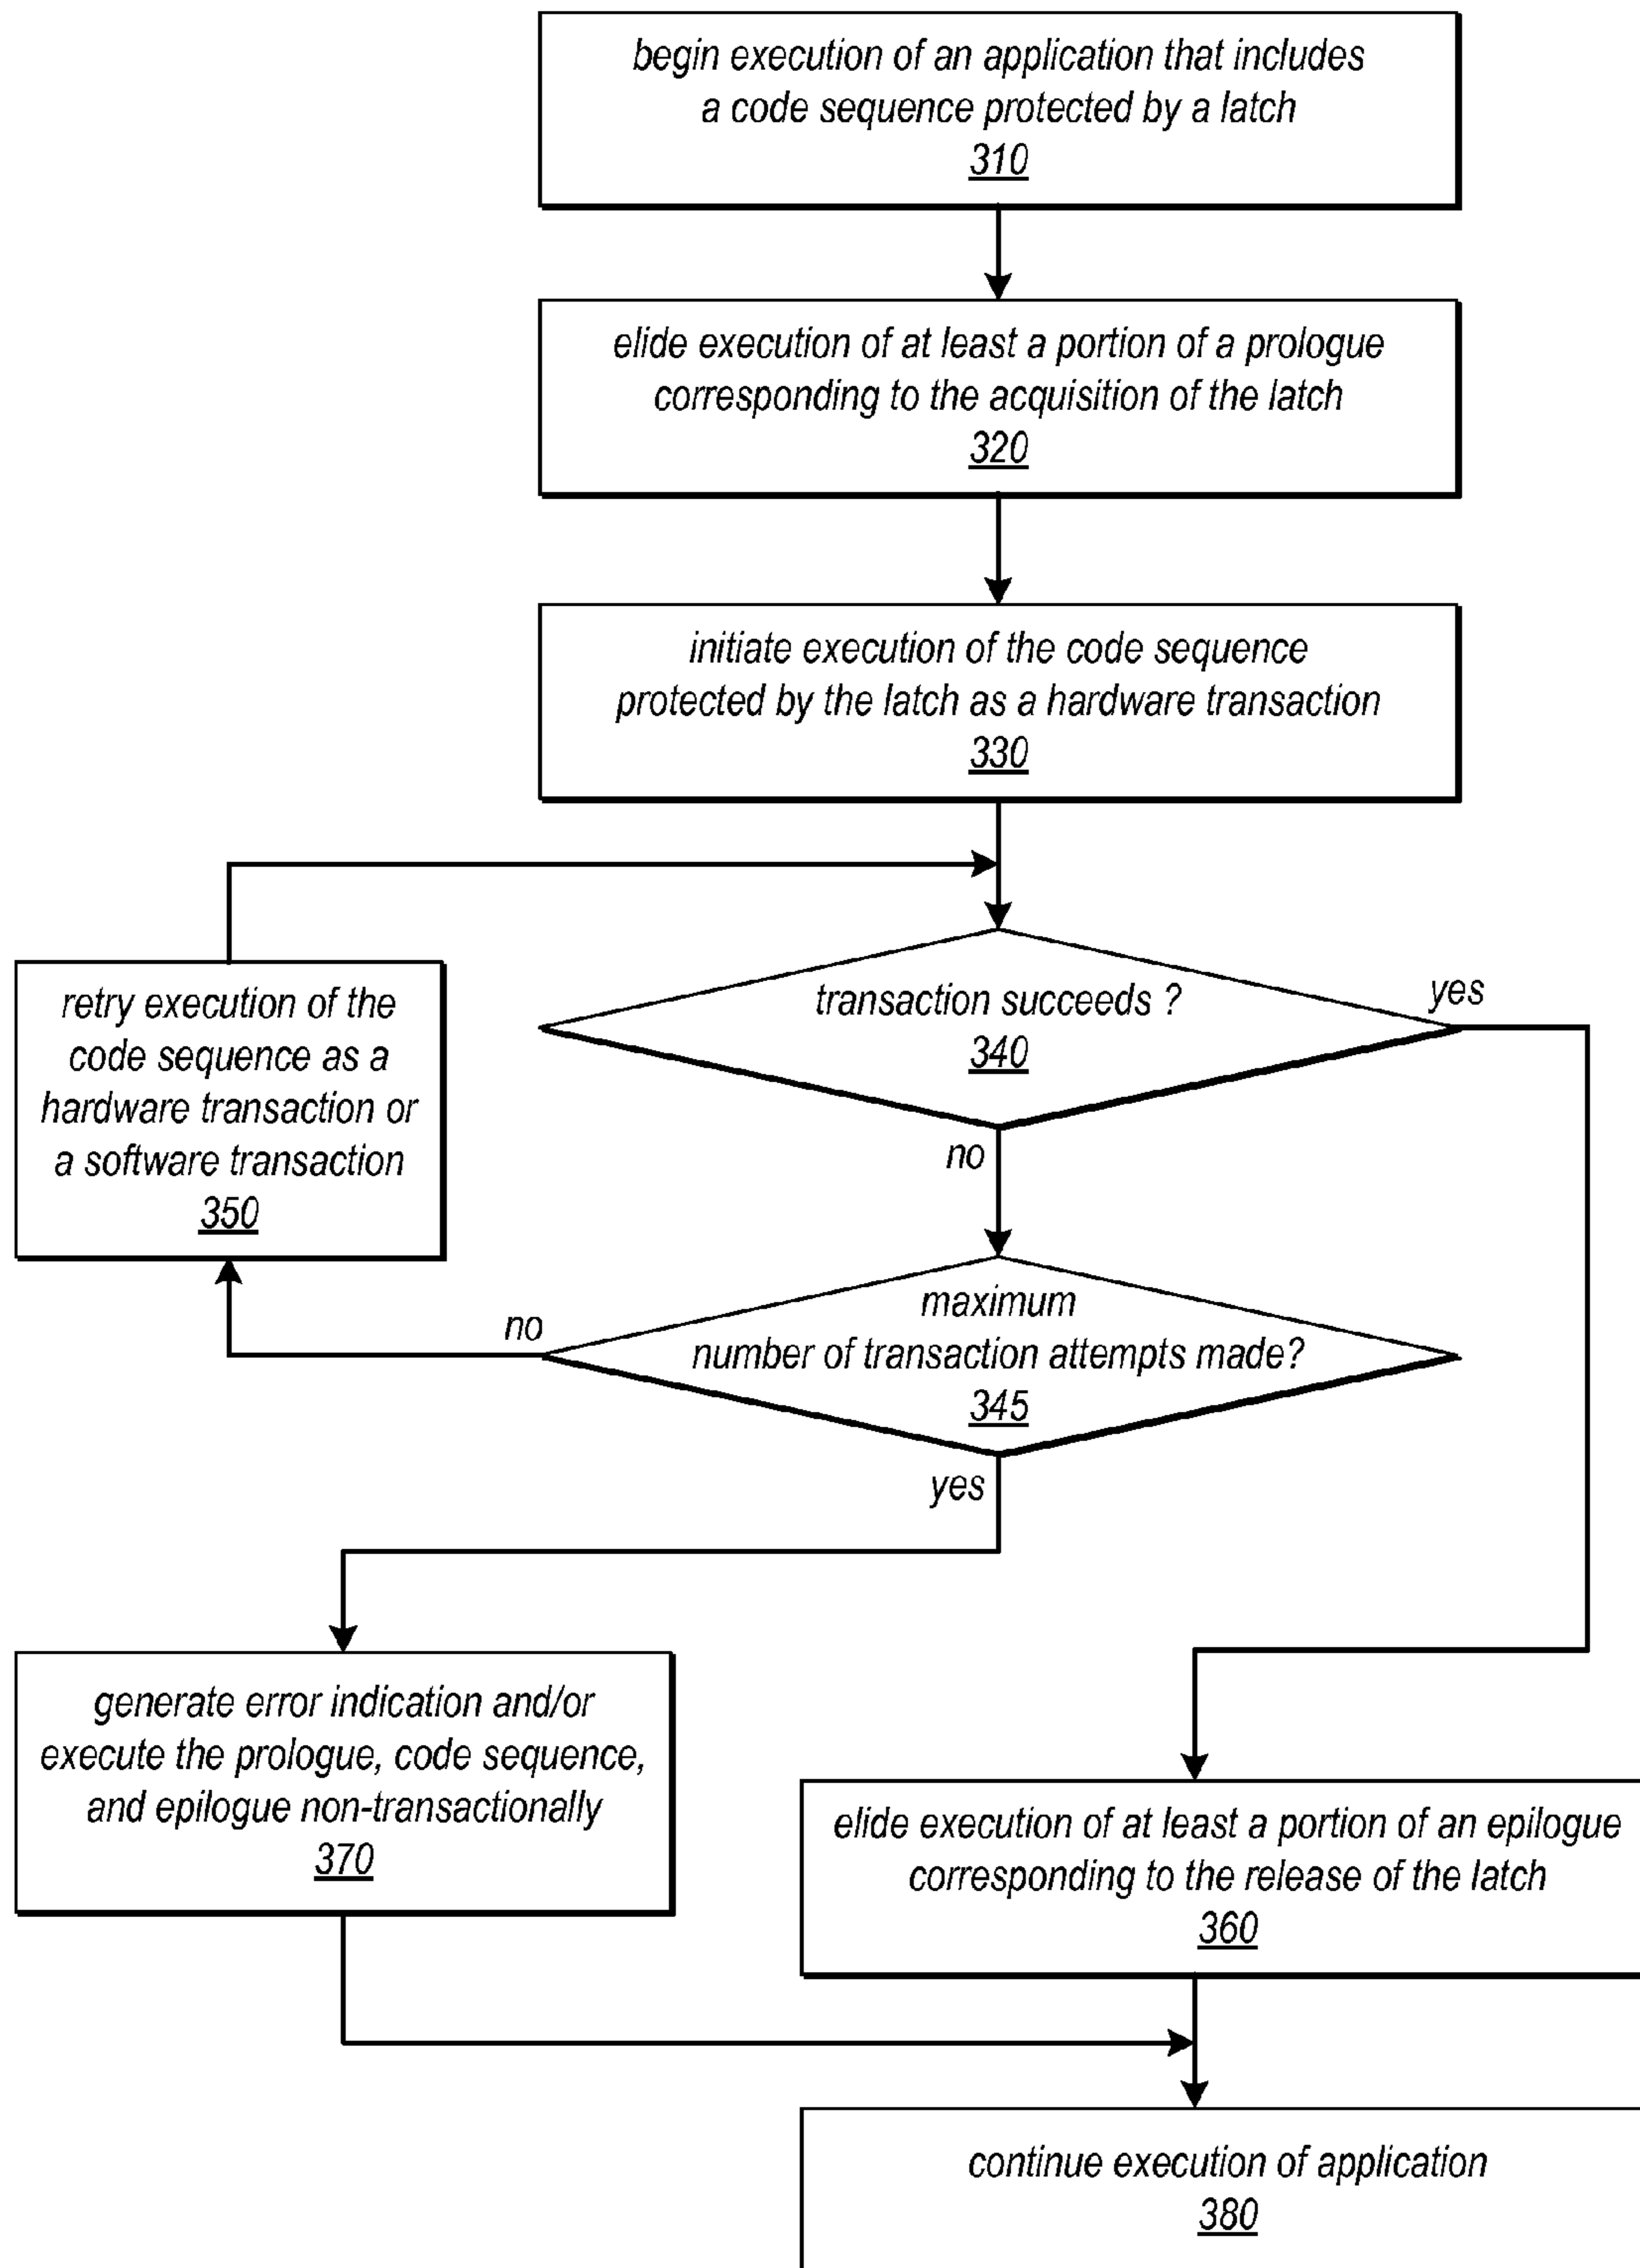 begin execution of an application that includes
a code sequence protected by a latch
310
elide execution of at least a portion of a prologue
corresponding to the acquisition of the latch
320
initiate execution of the code sequence
protected by the latch as a hardware transaction
330
transaction succeeds ?
340
yes
no
retry execution of the
code sequence as a
hardware transaction or
a software transaction
350
no
maximum
number of transaction attempts made?
345
yes
generate error indication and/or
execute the prologue, code sequence,
and epilogue non-transactionally
370
elide execution of at least a portion of an epilogue
corresponding to the release of the latch
360
continue execution of application
380